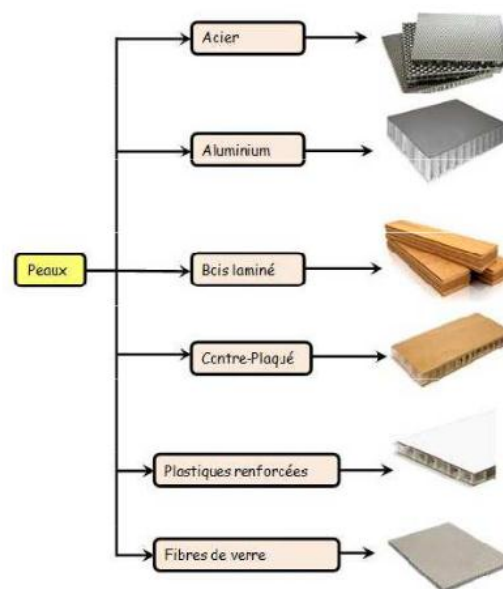 Acier
Aluminium
Peaux
Bois laminé
Contre-Plaqué
Plastiques renforcées
Fibres de verre